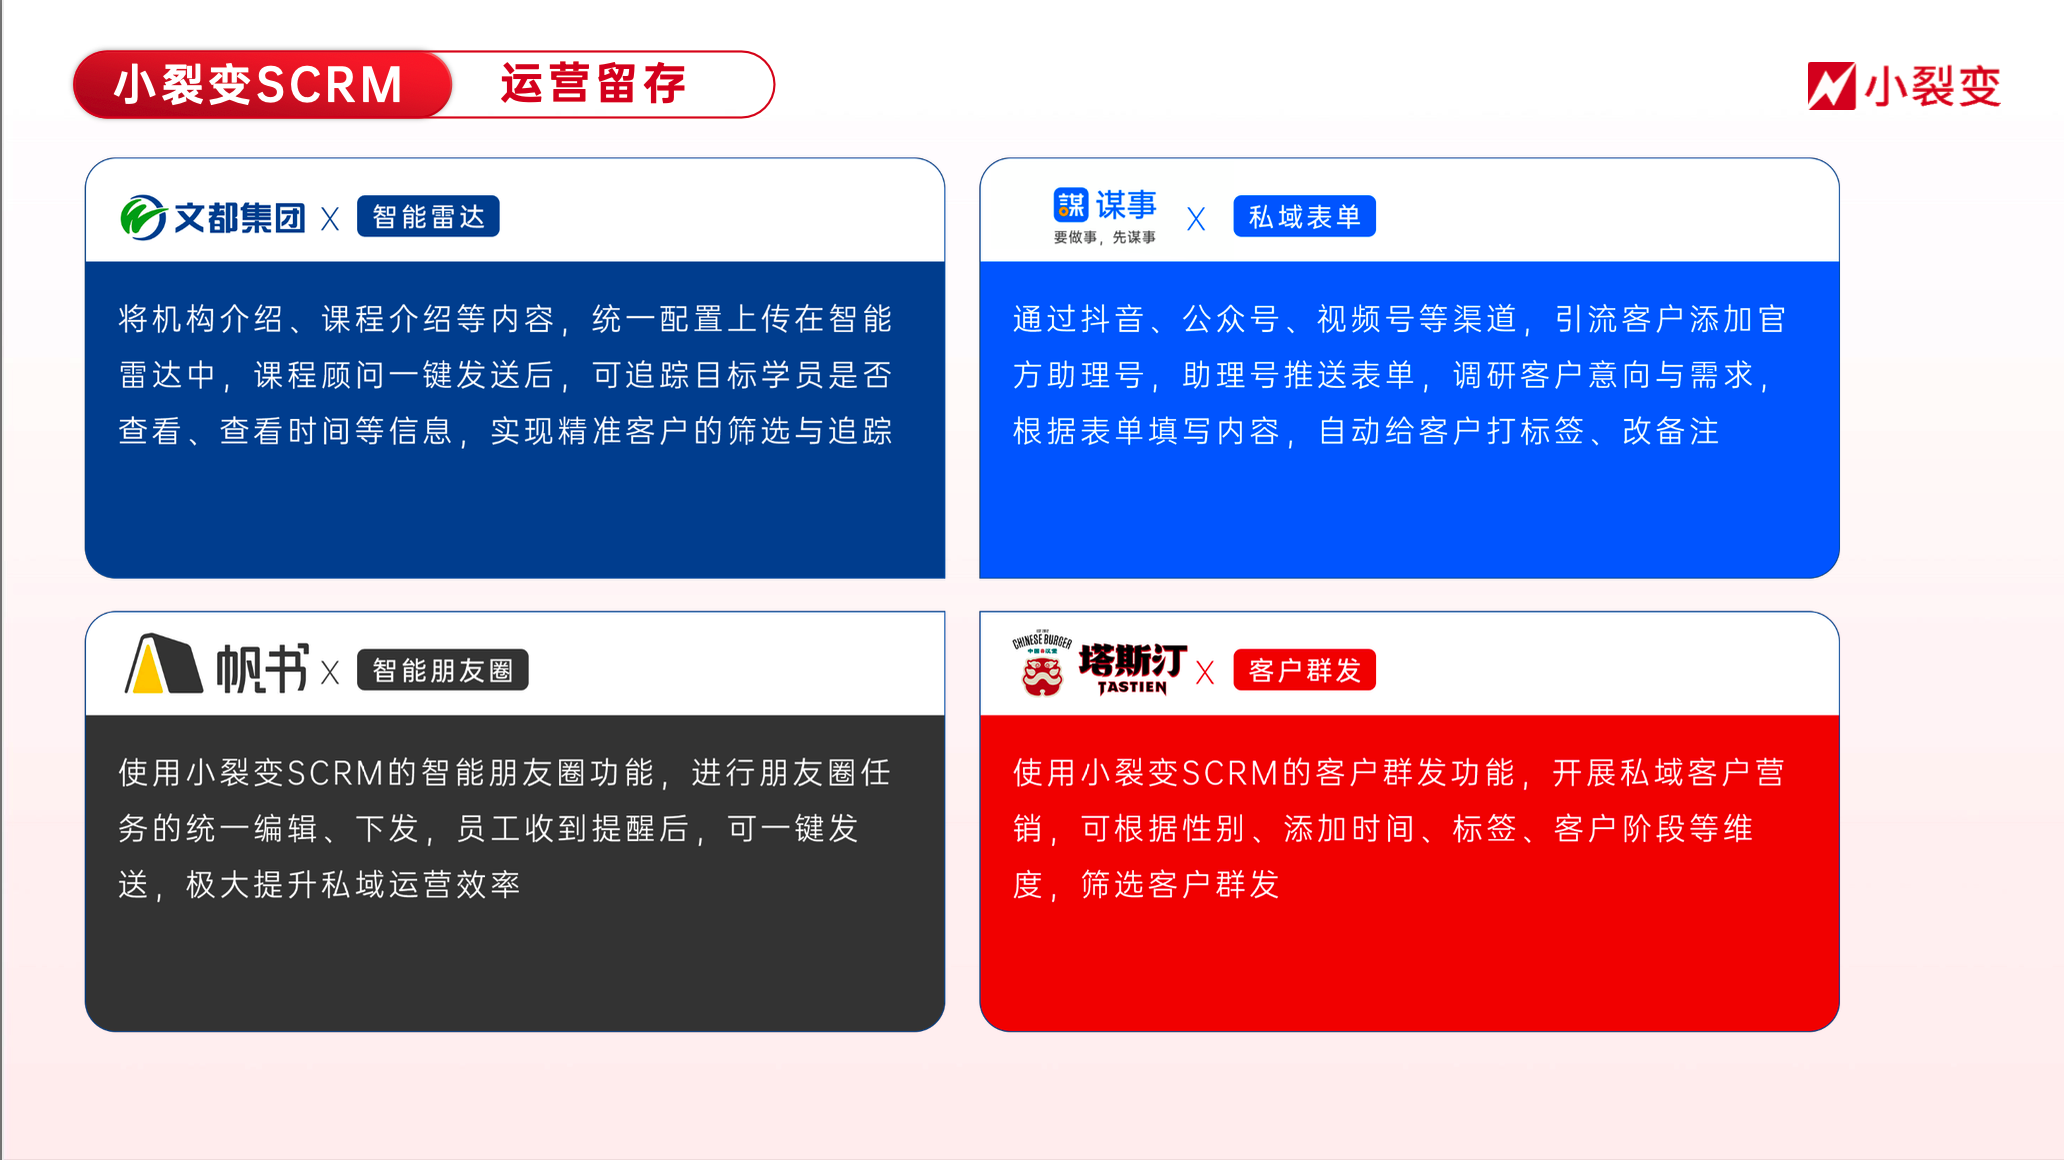 小裂变SCRM 运营留存
小裂变
文都集团 X 智能雷达
将机构介绍、课程介绍等内容，统一配置上传在智能
雷达中，课程顾问一键发送后，可追踪目标学员是否
查看、查看时间等信息，实现精准客户的筛选与追踪
謀 谋事 X 私域表单
要做事，先谋事
通过抖音、公众号、视频号等渠道，引流客户添加官
方助理号，助理号推送表单，调研客户意向与需求，
根据表单填写内容，自动给客户打标签、改备注
帆书 X 智能朋友圈
使用小裂变SCRM的智能朋友圈功能，进行朋友圈任
务的统一编辑、下发，员工收到提醒后，可一键发
送，极大提升私域运营效率
CHINESE BURGER
中国汉堡
塔斯汀 X 客户群发
TASTIEN
使用小裂变SCRM的客户群发功能，开展私域客户营
销，可根据性别、添加时间、标签、客户阶段等维
度，筛选客户群发